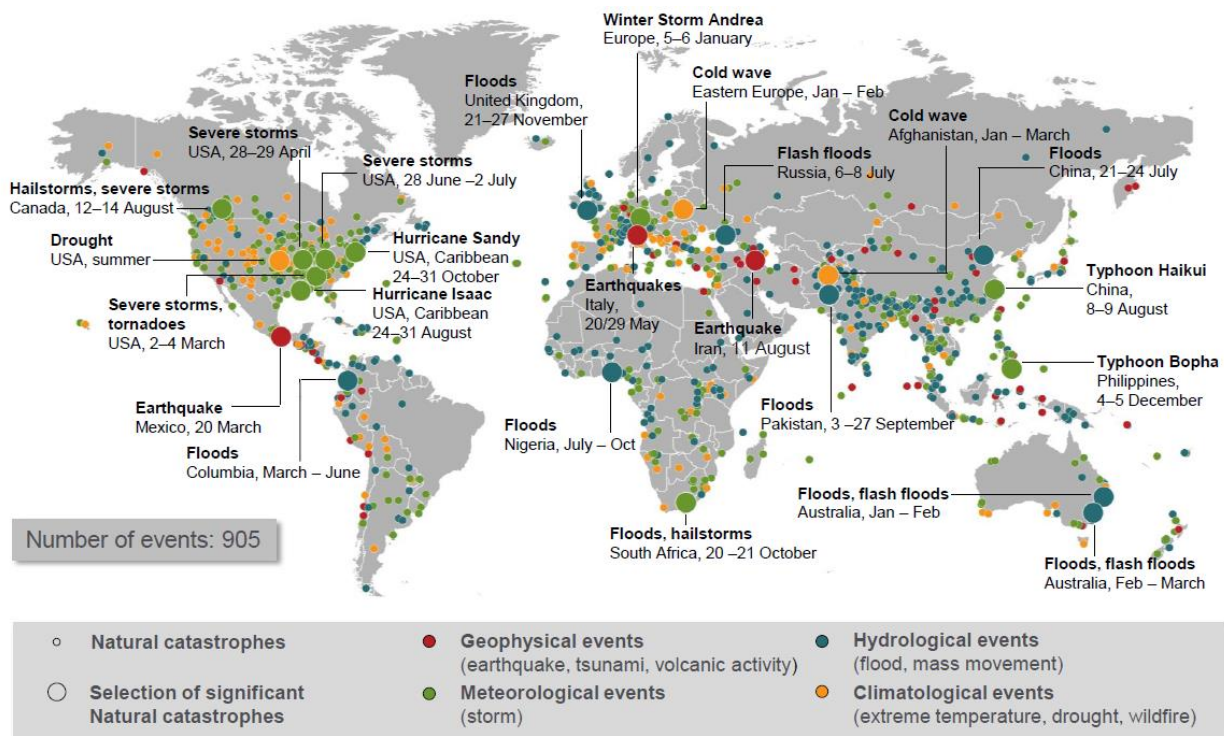 Winter Storm Andrea
Europe, 5–6 January
Floods
United Kingdom,
21–27 November
Cold wave
Eastern Europe, Jan – Feb
Cold wave
Afghanistan, Jan – March
Severe storms
USA, 28–29 April
Severe storms
USA, 28 June –2 July
Flash floods
Russia, 6–8 July
Floods
China, 21–24 July
Hailstorms, severe storms
Canada, 12–14 August
Drought
USA, summer
Hurricane Sandy
USA, Caribbean
24–31 October
Severe storms,
tornadoes
USA, 2–4 March
Hurricane Isaac
USA, Caribbean
24–31 August
Earthquakes
Italy,
20/29 May
Earthquake
Iran, 11 August
Typhoon Haikui
China,
8–9 August
Typhoon Bopha
Philippines,
4–5 December
Earthquake
Mexico, 20 March
Floods
Columbia, March – June
Floods
Nigeria, July – Oct
Floods
Pakistan, 3 –27 September
Floods, flash floods
Australia, Jan – Feb
Floods, hailstorms
South Africa, 20 –21 October
Floods, flash floods
Australia, Feb – March
Number of events: 905
Natural catastrophes
Selection of significant
Natural catastrophes
Geophysical events
(earthquake, tsunami, volcanic activity)
Meteorological events
(storm)
Hydrological events
(flood, mass movement)
Climatological events
(extreme temperature, drought, wildfire)